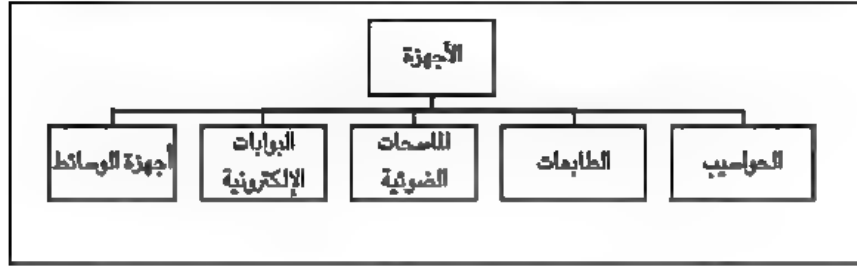 الأجهزة
الحواسيب
الطابعات
الماسحات
الضوئية
البوابات
الإلكترونية
أجهزة الوسائط